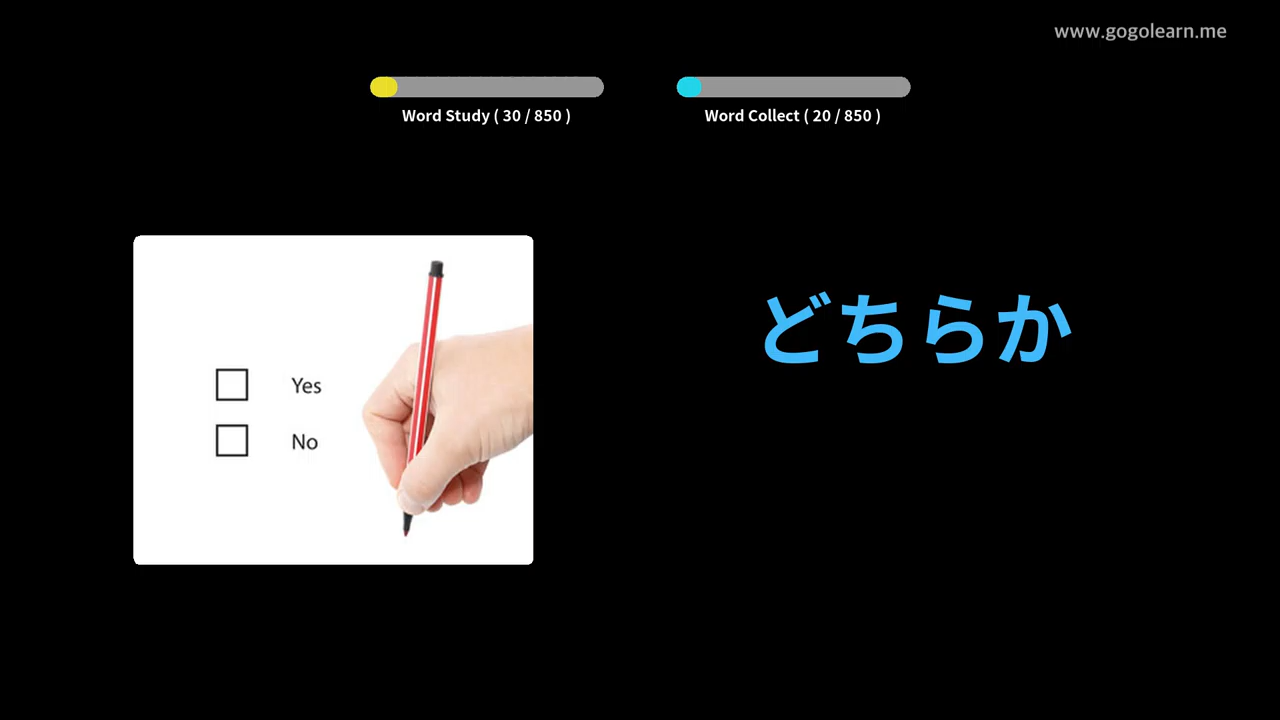 www.gogolearn.me
Word Study ( 30 / 850 )
Word Collect ( 20 / 850 )
Yes
No
どちらか